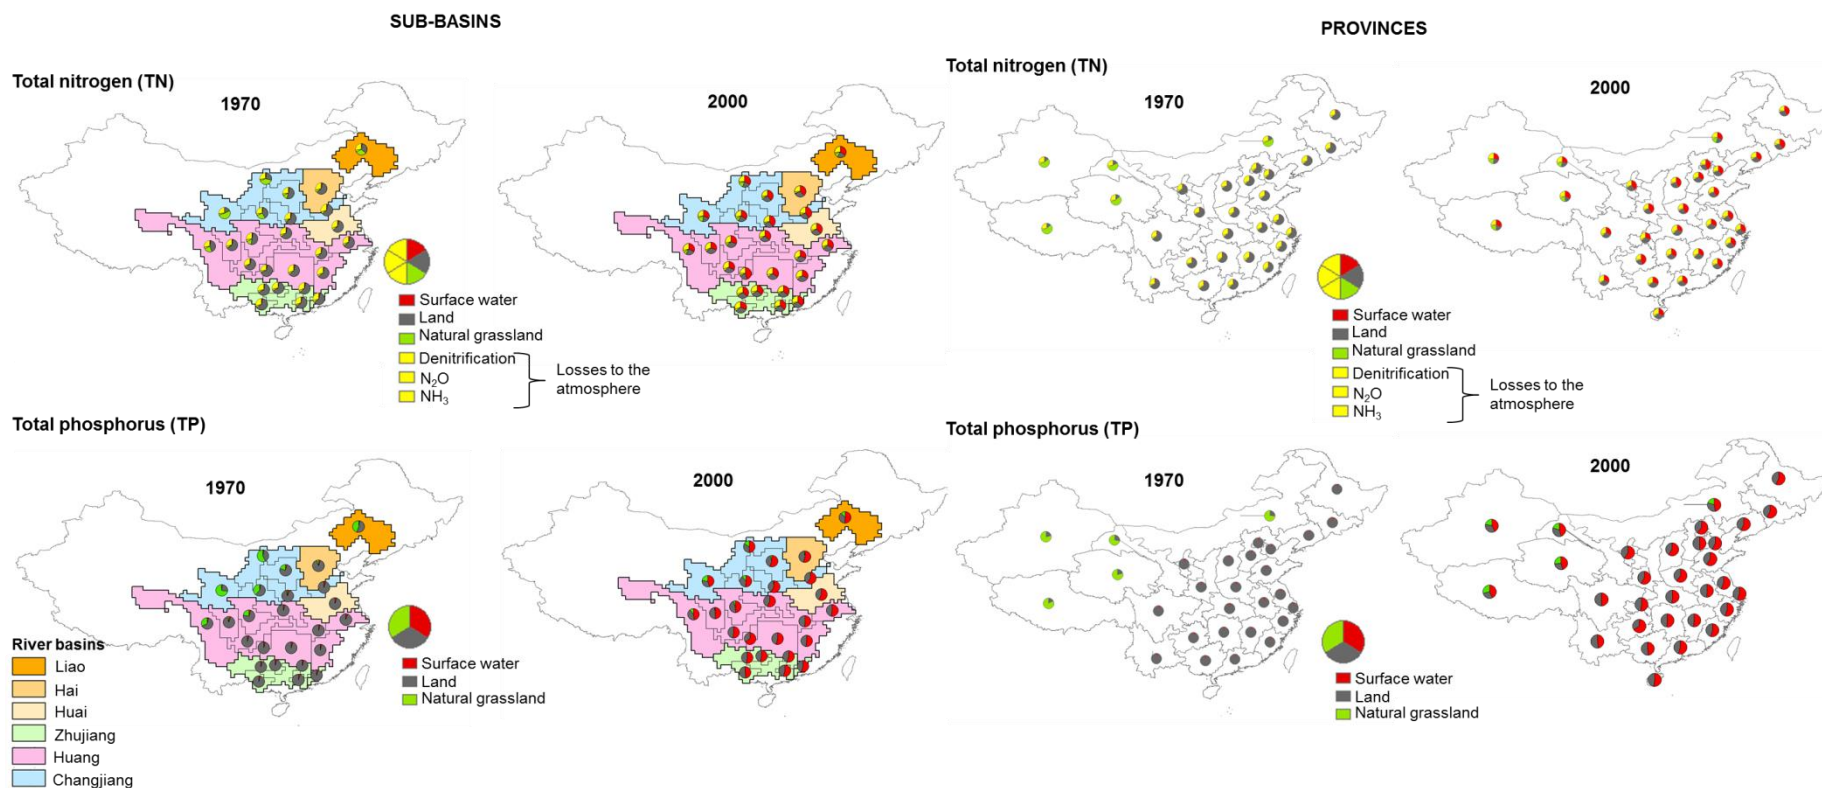 SUB-BASINS
PROVINCES
Total nitrogen (TN)
1970
2000
Surface water
Land
Natural grassland
Denitrification
N₂O
NH₃
Losses to the
atmosphere
Total nitrogen (TN)
1970
2000
Surface water
Land
Natural grassland
Denitrification
N₂O
NH₃
Losses to the
atmosphere
Total phosphorus (TP)
1970
2000
Surface water
Land
Natural grassland
River basins
Liao
Hai
Huai
Zhujiang
Huang
Changjiang
Total phosphorus (TP)
1970
2000
Surface water
Land
Natural grassland